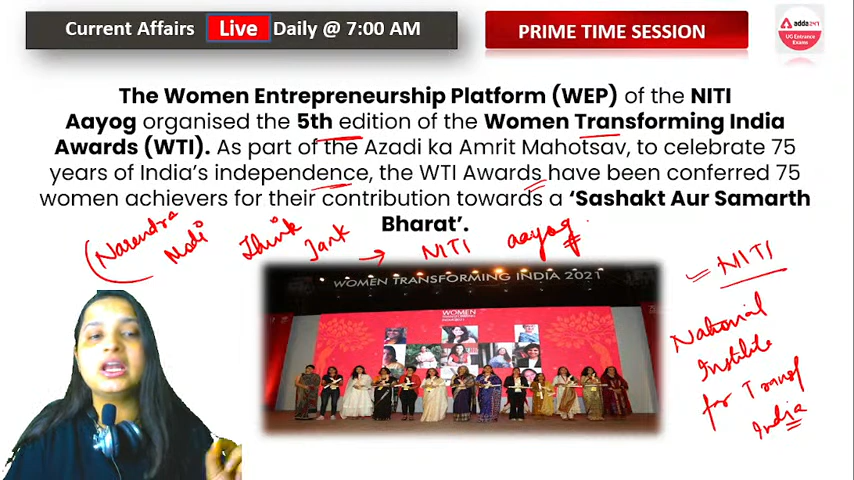 Current Affairs Live Daily @ 7:00 AM
PRIME TIME SESSION
adda247
UG Entrance
Exams
The Women Entrepreneurship Platform (WEP) of the NITI
Aayog organised the 5th edition of the Women Transforming India
Awards (WTI). As part of the Azadi ka Amrit Mahotsav, to celebrate 75
years of India's independence, the WTI Awards have been conferred 75
women achievers for their contribution towards a 'Sashakt Aur Samarth
Bharat'.
(Narendra
Modi
Think
Tank → NITI aayog
NITI
National
Institute
for Transf
India
WOMEN TRANSFORMING INDIA 2021
WOMEN